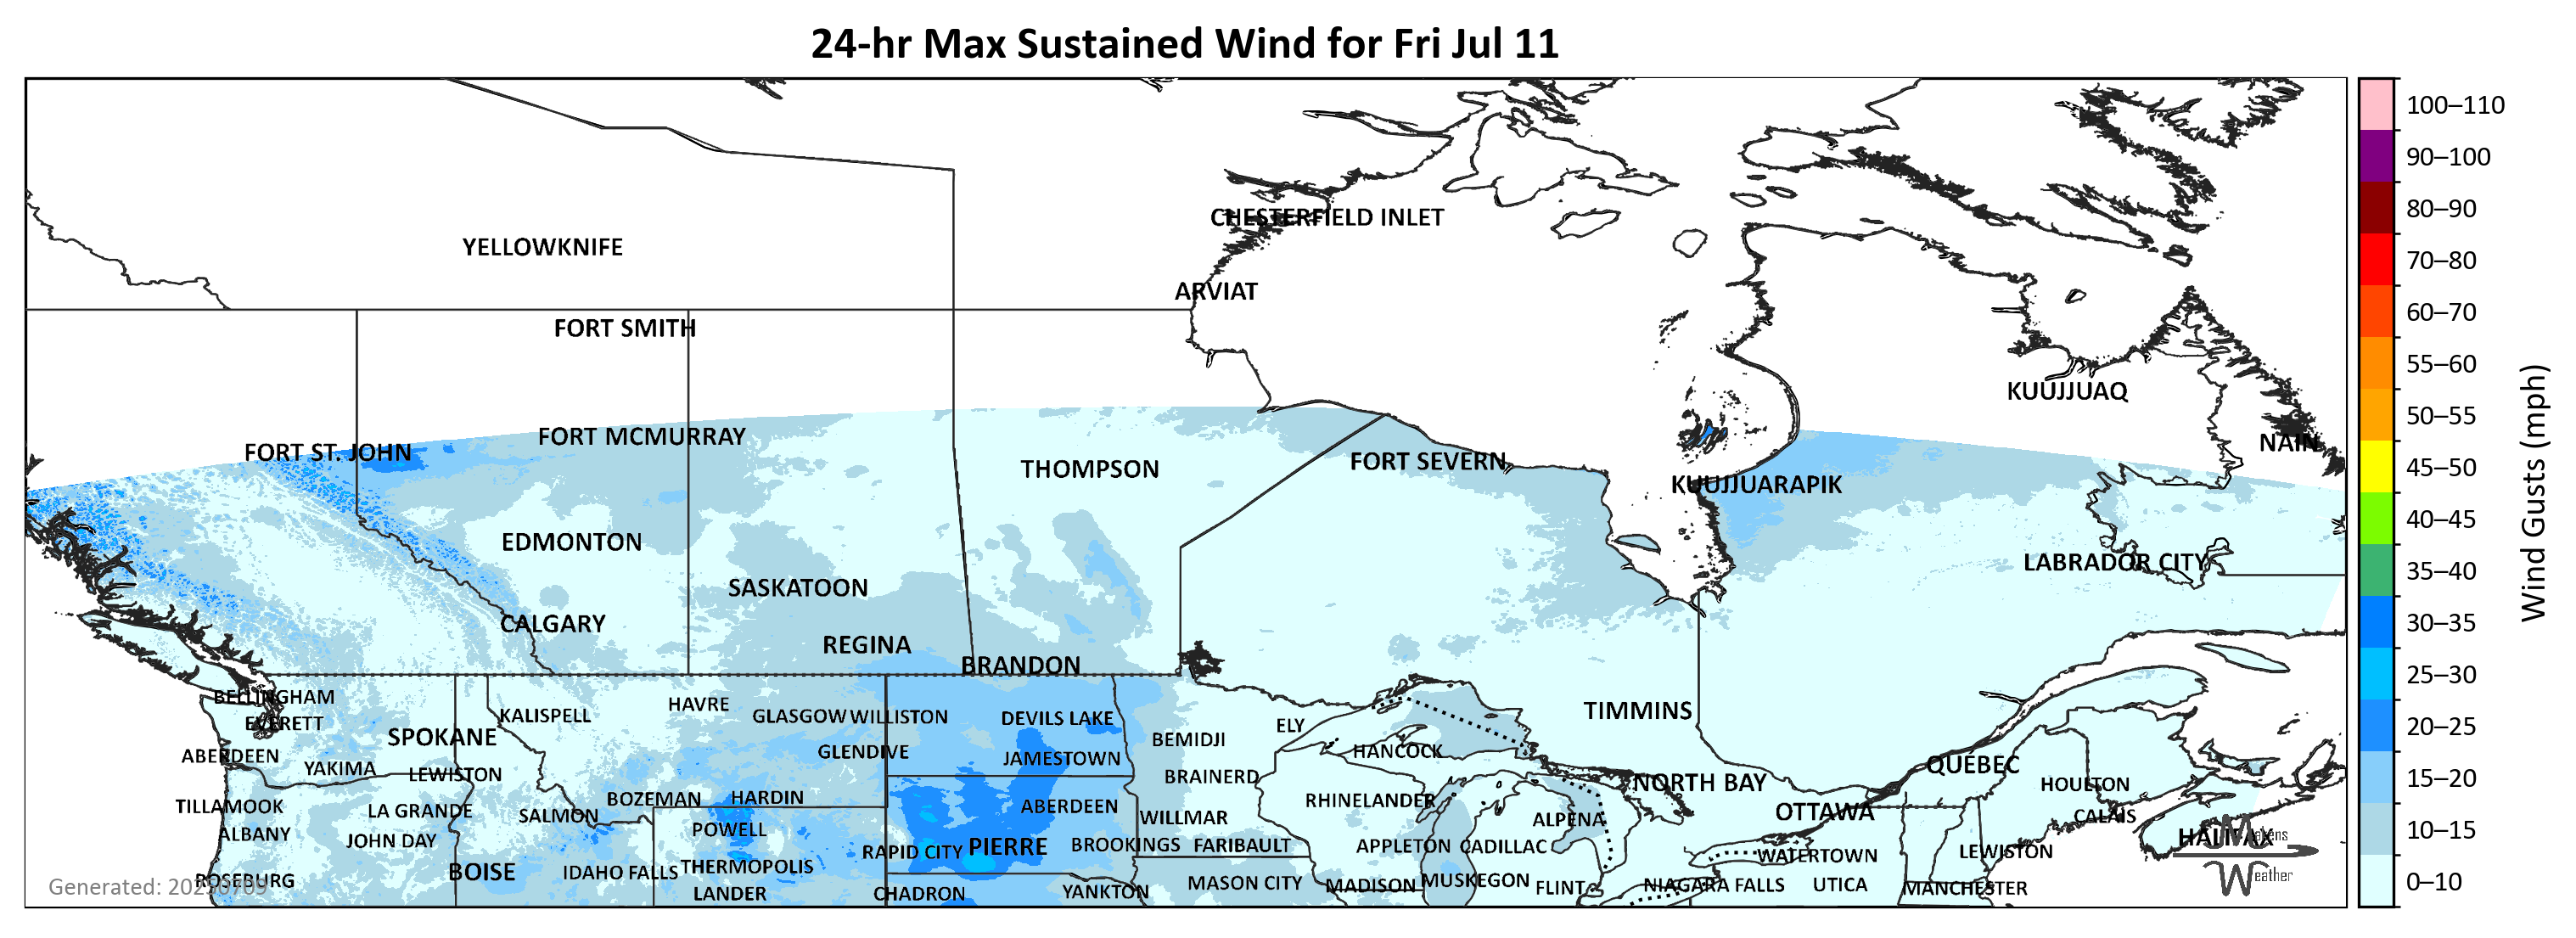 24-hr Max Sustained Wind for Fri Jul 11
100–110
90–100
80–90
70–80
60–70
55–60
50–55
45–50
40–45
35–40
30–35
25–30
20–25
15–20
10–15
0–10
Wind Gusts (mph)
CHESTERFIELD INLET
YELLOWKNIFE
ARVIAT
FORT SMITH
KUUJJUAQ
FORT MCMURRAY
NAIN
FORT ST. JOHN
FORT SEVERN
THOMPSON
KUUJJUARAPIK
EDMONTON
LABRADOR CITY
SASKATOON
CALGARY
REGINA
BRANDON
BELLINGHAM
HAVRE
TIMMINS
KALISPELL
GLASGOW
WILLISTON
DEVILS LAKE
EVERETT
ELY
SPOKANE
BEMIDJI
GLENDIVE
HANCOCK
ABERDEEN
JAMESTOWN
QUÉBEC
YAKIMA
LEWISTON
BRAINERD
NORTH BAY
HOULTON
BOZEMAN
HARDIN
RHINELANDER
TILLAMOOK
ABERDEEN
LA GRANDE
OTTAWA
SALMON
CALAIS
WILLMAR
ALPENA
POWELL
ALBANY
HALIFAX
Makens
JOHN DAY
PIERRE
BROOKINGS
FARIBAULT
APPLETON
CADILLAC
RAPID CITY
LEWISTON
WATERTOWN
THERMOPOLIS
BOISE
IDAHO FALLS
Weather
ROSEBURG
MUSKEGON
MASON CITY
MADISON
NIAGARA FALLS
UTICA
FLINT
MANCHESTER
YANKTON
LANDER
CHADRON
Generated: 20250709